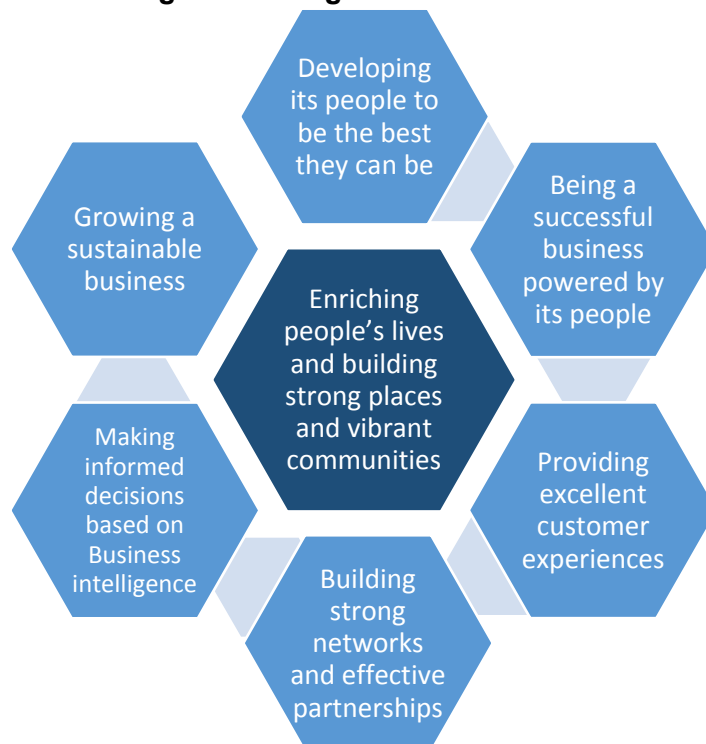 Developing
its people to
be the best
they can be
Being a
successful
business
powered by
its people
Growing a
sustainable
business
Enriching
people’s lives
and building
strong places
and vibrant
communities
Making
informed
decisions
based on
Business
intelligence
Providing
excellent
customer
experiences
Building
strong
networks
and effective
partnerships